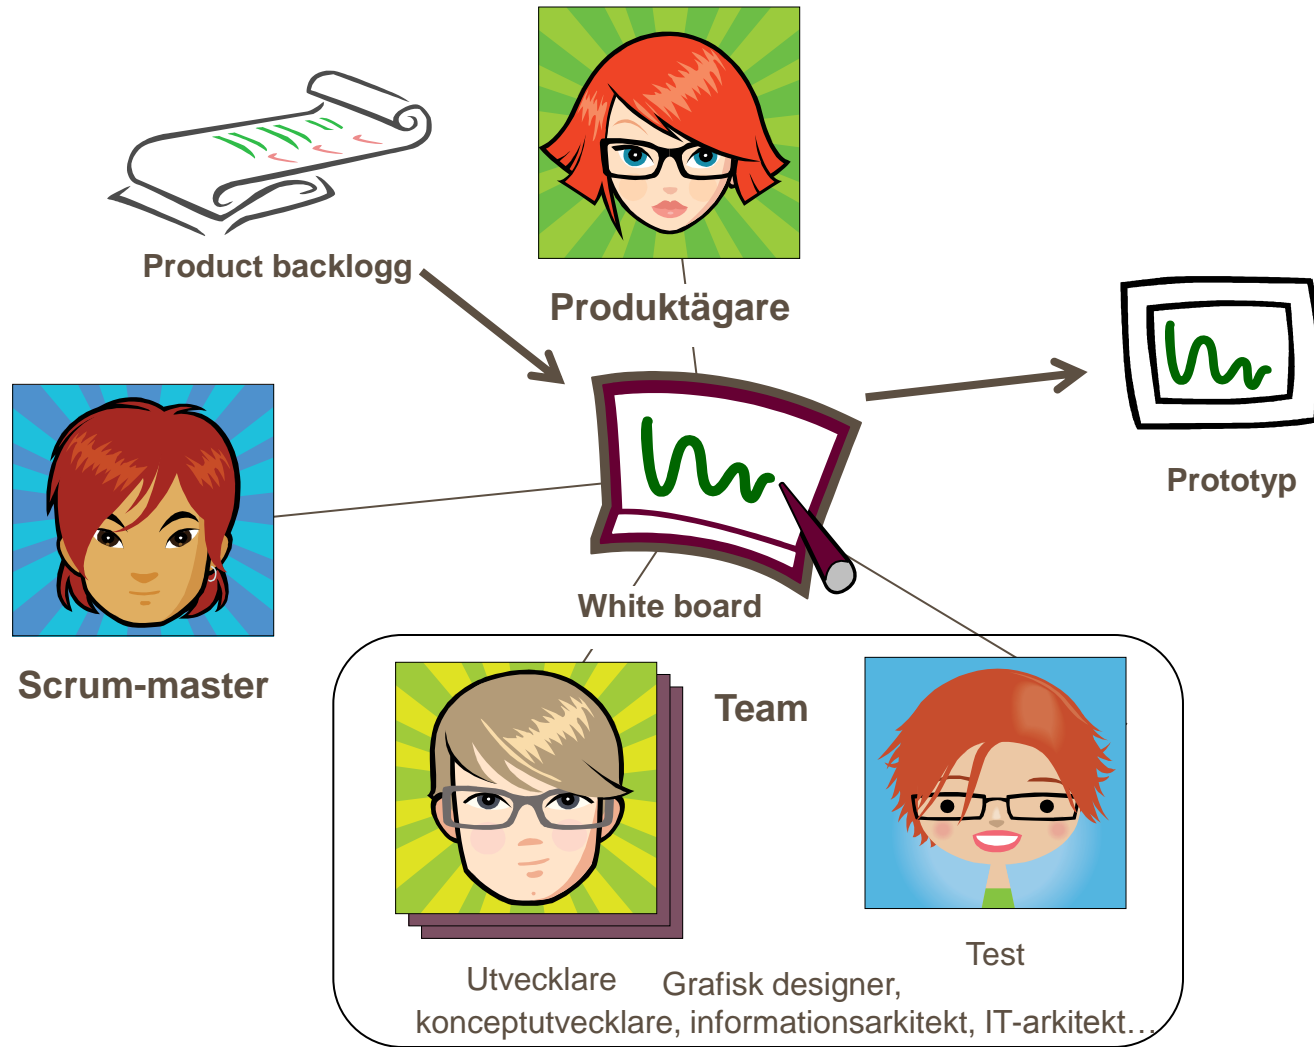 Product backlogg
Produktägare
Prototyp
White board
Scrum-master
Team
Test
Utvecklare
Grafisk designer,
konceptutvecklare, informationsarkitekt, IT-arkitekt…